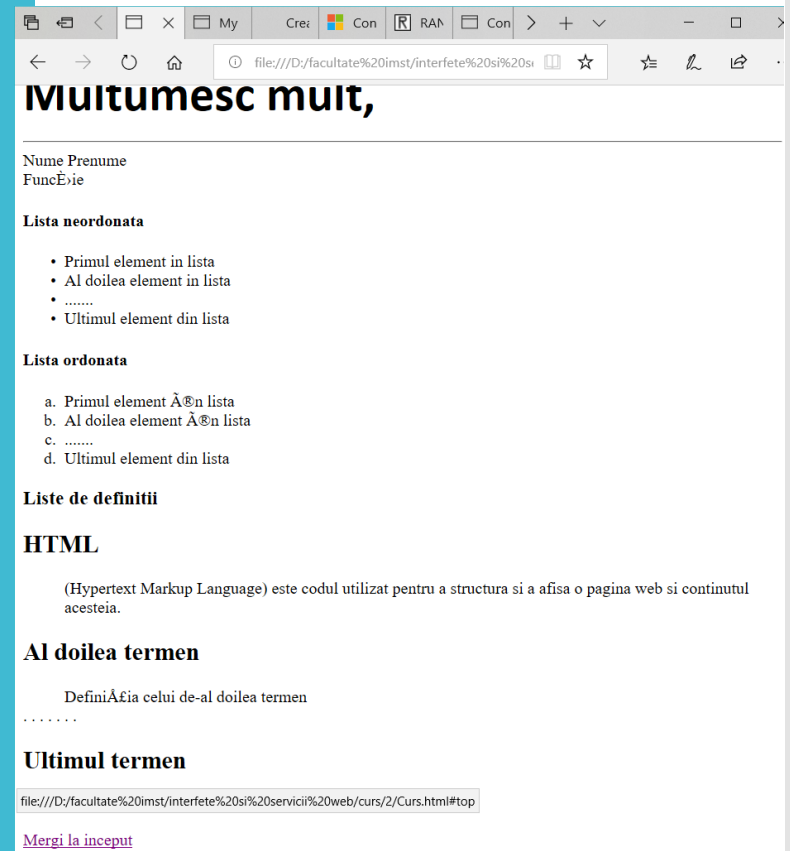 My
Crea
Con
RAN
Con
file:///D:/facultate%20imst/interfete%20si%20s
Multumesc mult,
Nume Prenume
FuncÈ›ie
Lista neordonata
• Primul element in lista
• Al doilea element in lista
• .......
• Ultimul element din lista
Lista ordonata
a. Primul element Ã®n lista
b. Al doilea element Ã®n lista
c. .......
d. Ultimul element din lista
Liste de definitii
HTML
(Hypertext Markup Language) este codul utilizat pentru a structura si a afisa o pagina web si continutul
acesteia.
Al doilea termen
DefiniÅ£ia celui de-al doilea termen
. . . . . . .
Ultimul termen
file:///D:/facultate%20imst/interfete%20si%20servicii%20web/curs/2/Curs.html#top
Mergi la inceput